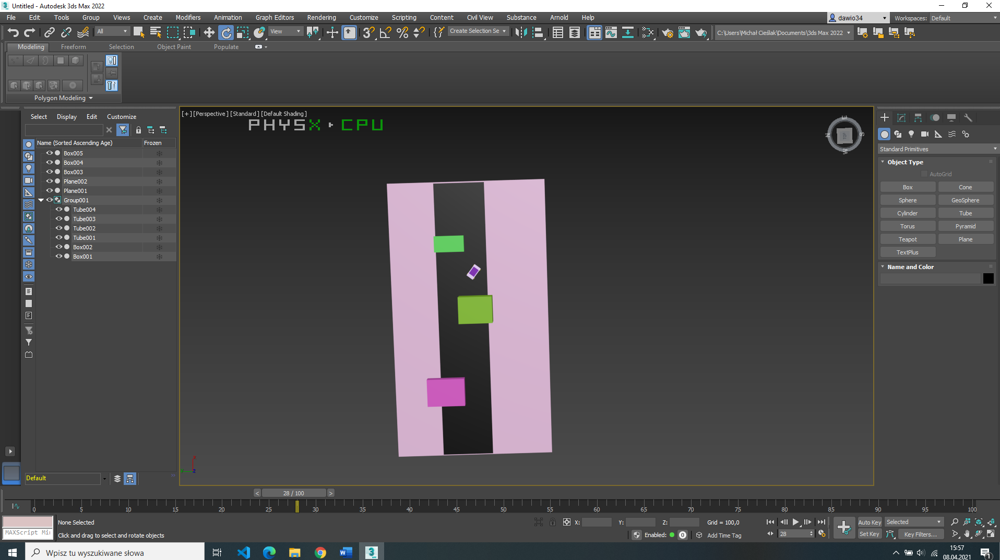 Untitled - Autodesk 3ds Max 2022
File Edit Tools Group Views Create Modifiers Animation Graph Editors Rendering Customize Scripting Content Civil View Substance Arnold Help
dawio34 Workspaces: Default
All View Create Selection Se C:\Users\Michał Cieślak\Documents\3ds Max 2022
Modeling Freeform Selection Object Paint Populate
Polygon Modeling
Select Display Edit Customize
[+] [Perspective ] [Standard ] [Default Shading ]
PHYSX CPU
Name (Sorted Ascending Age) Frozen
Box005
Box004
Box003
Plane002
Plane001
Group001
Tube004
Tube003
Tube002
Tube001
Box002
Box001
E
N TOP S
W
Standard Primitives
Object Type
AutoGrid
Box Cone
Sphere GeoSphere
Cylinder Tube
Torus Pyramid
Teapot Plane
TextPlus
Name and Color
x
y z
Default
< 28 / 100 >
0 5 10 15 20 25 30 35 40 45 50 55 60 65 70 75 80 85 90 95 100
None Selected X: Y: Z: Grid = 100,0 Auto Key Selected
MAXScript Mi Click and drag to select and rotate objects Enabled: 0 Add Time Tag 28 Set Key Key Filters...
Wpisz tu wyszukiwane słowa
15:57
08.04.2021
1